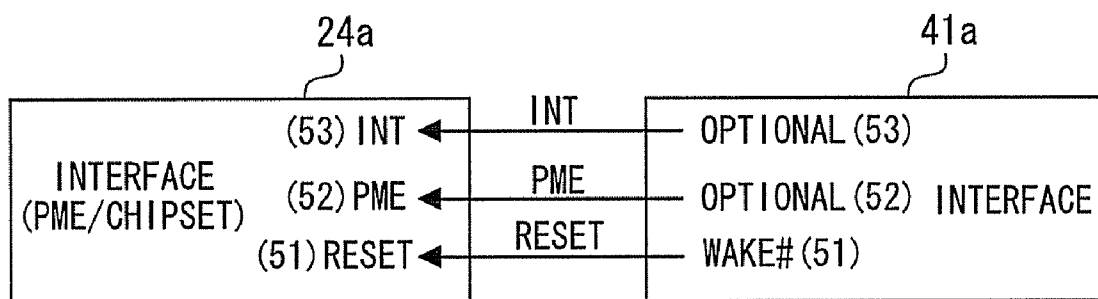 24a
41a
(53) INT
INT
OPTIONAL (53)
INTERFACE
(PME/CHIPSET)
(52) PME
PME
OPTIONAL (52)
INTERFACE
(51) RESET
RESET
WAKE# (51)